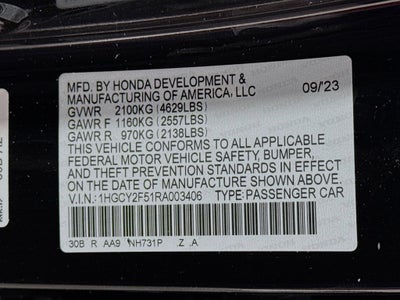 MFD. BY HONDA DEVELOPMENT &
MANUFACTURING OF AMERICA, LLC 09/23
GVWR 2100KG (4629LBS)
GAWR F 1160KG (2557LBS)
GAWR R 970KG (2138LBS)
THIS VEHICLE CONFORMS TO ALL APPLICABLE
FEDERAL MOTOR VEHICLE SAFETY, BUMPER,
AND THEFT PREVENTION STANDARDS IN EFFECT
ON THE DATE OF MANUFACTURE SHOWN ABOVE.
V.I.N.: 1HGCY2F51RA003406 TYPE: PASSENGER CAR
30B R AA9 NH731P Z A